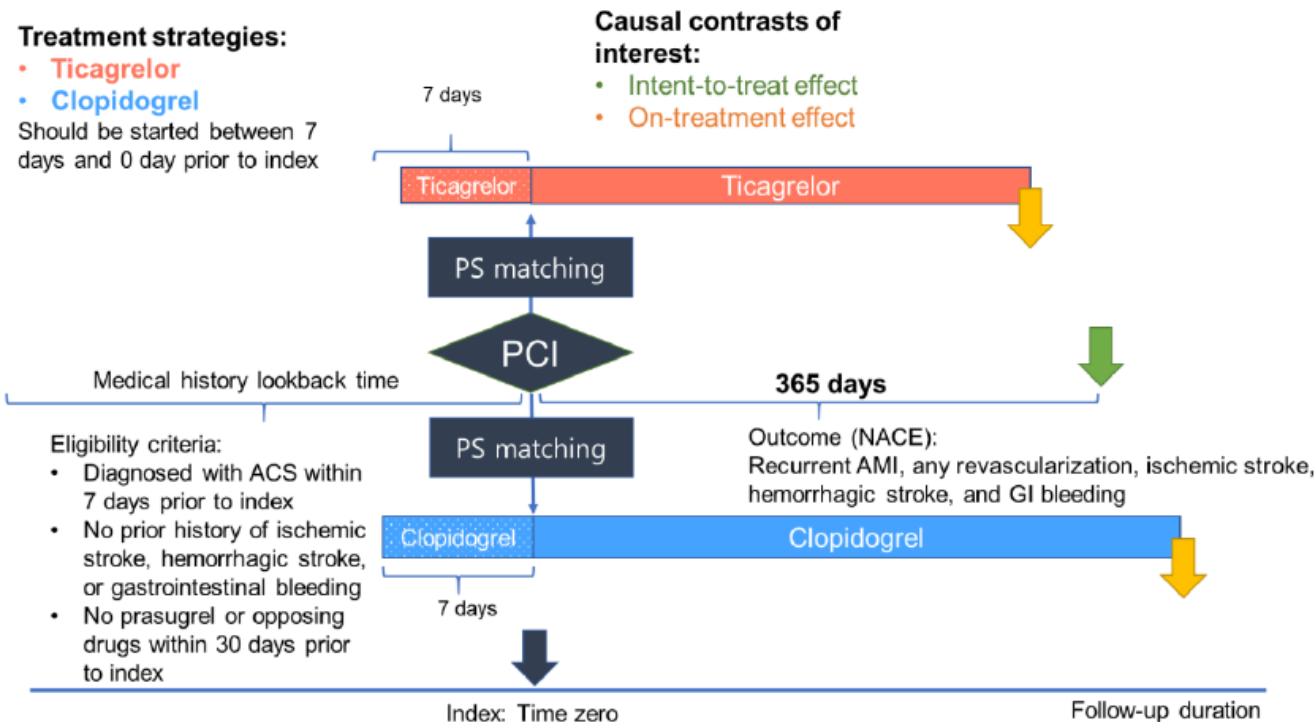 Treatment strategies:
• Ticagrelor
• Clopidogrel
Should be started between 7
days and 0 day prior to index
Causal contrasts of
interest:
• Intent-to-treat effect
• On-treatment effect
7 days
Ticagrelor
Ticagrelor
PS matching
PCI
Medical history lookback time
365 days
PS matching
Eligibility criteria:
• Diagnosed with ACS within
7 days prior to index
• No prior history of ischemic
stroke, hemorrhagic stroke,
or gastrointestinal bleeding
• No prasugrel or opposing
drugs within 30 days prior
to index
Outcome (NACE):
Recurrent AMI, any revascularization, ischemic stroke,
hemorrhagic stroke, and GI bleeding
Clopidogrel
Clopidogrel
7 days
Index: Time zero
Follow-up duration